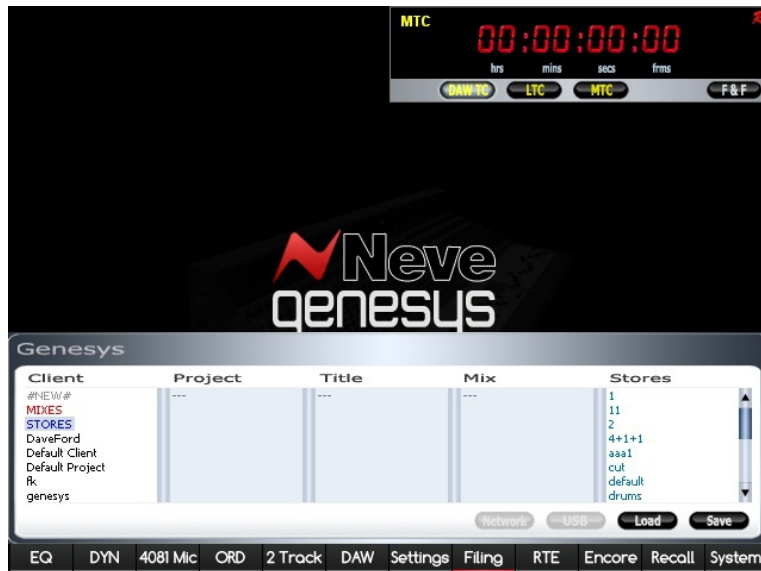 MTC
00:00:00:00
hrs mins secs frms
DAW TC LTC MTC F & F
Neve
genesys
Genesys
Client Project Title Mix Stores
#NEW# --- --- --- 1
MIXES 11
STORES 2
DaveFord 4+1+1
Default Client aaa1
Default Project cut
fk default
genesys drums
Network USB Load Save
EQ DYN 4081 Mic ORD 2 Track DAW Settings Filing RTE Encore Recall System